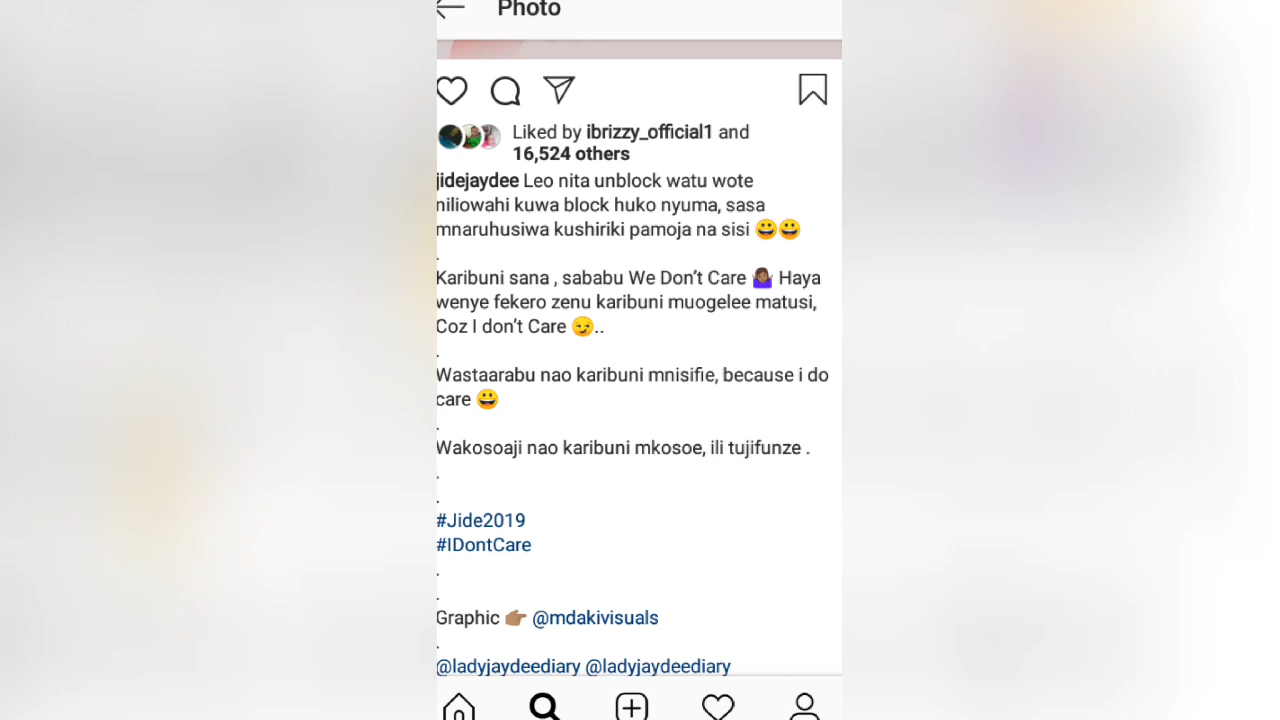 Photo
Liked by ibrizzy_official1 and
16,524 others
jidejaydee Leo nita unblock watu wote
niliowahi kuwa block huko nyuma, sasa
mnaruhusiwa kushiriki pamoja na sisi 😀😀
.
Karibuni sana , sababu We Don't Care 🤷🏾‍♀️ Haya
wenye fekero zenu karibuni muogelee matusi,
Coz I don't Care 😏..
.
Wastaarabu nao karibuni mnisifie, because i do
care 😀
.
Wakosoaji nao karibuni mkosoe, ili tujifunze .
.
.
#Jide2019
#IDontCare
.
.
Graphic 👉🏽 @mdakivisuals
.
@ladyjaydeediary @ladyjaydeediary